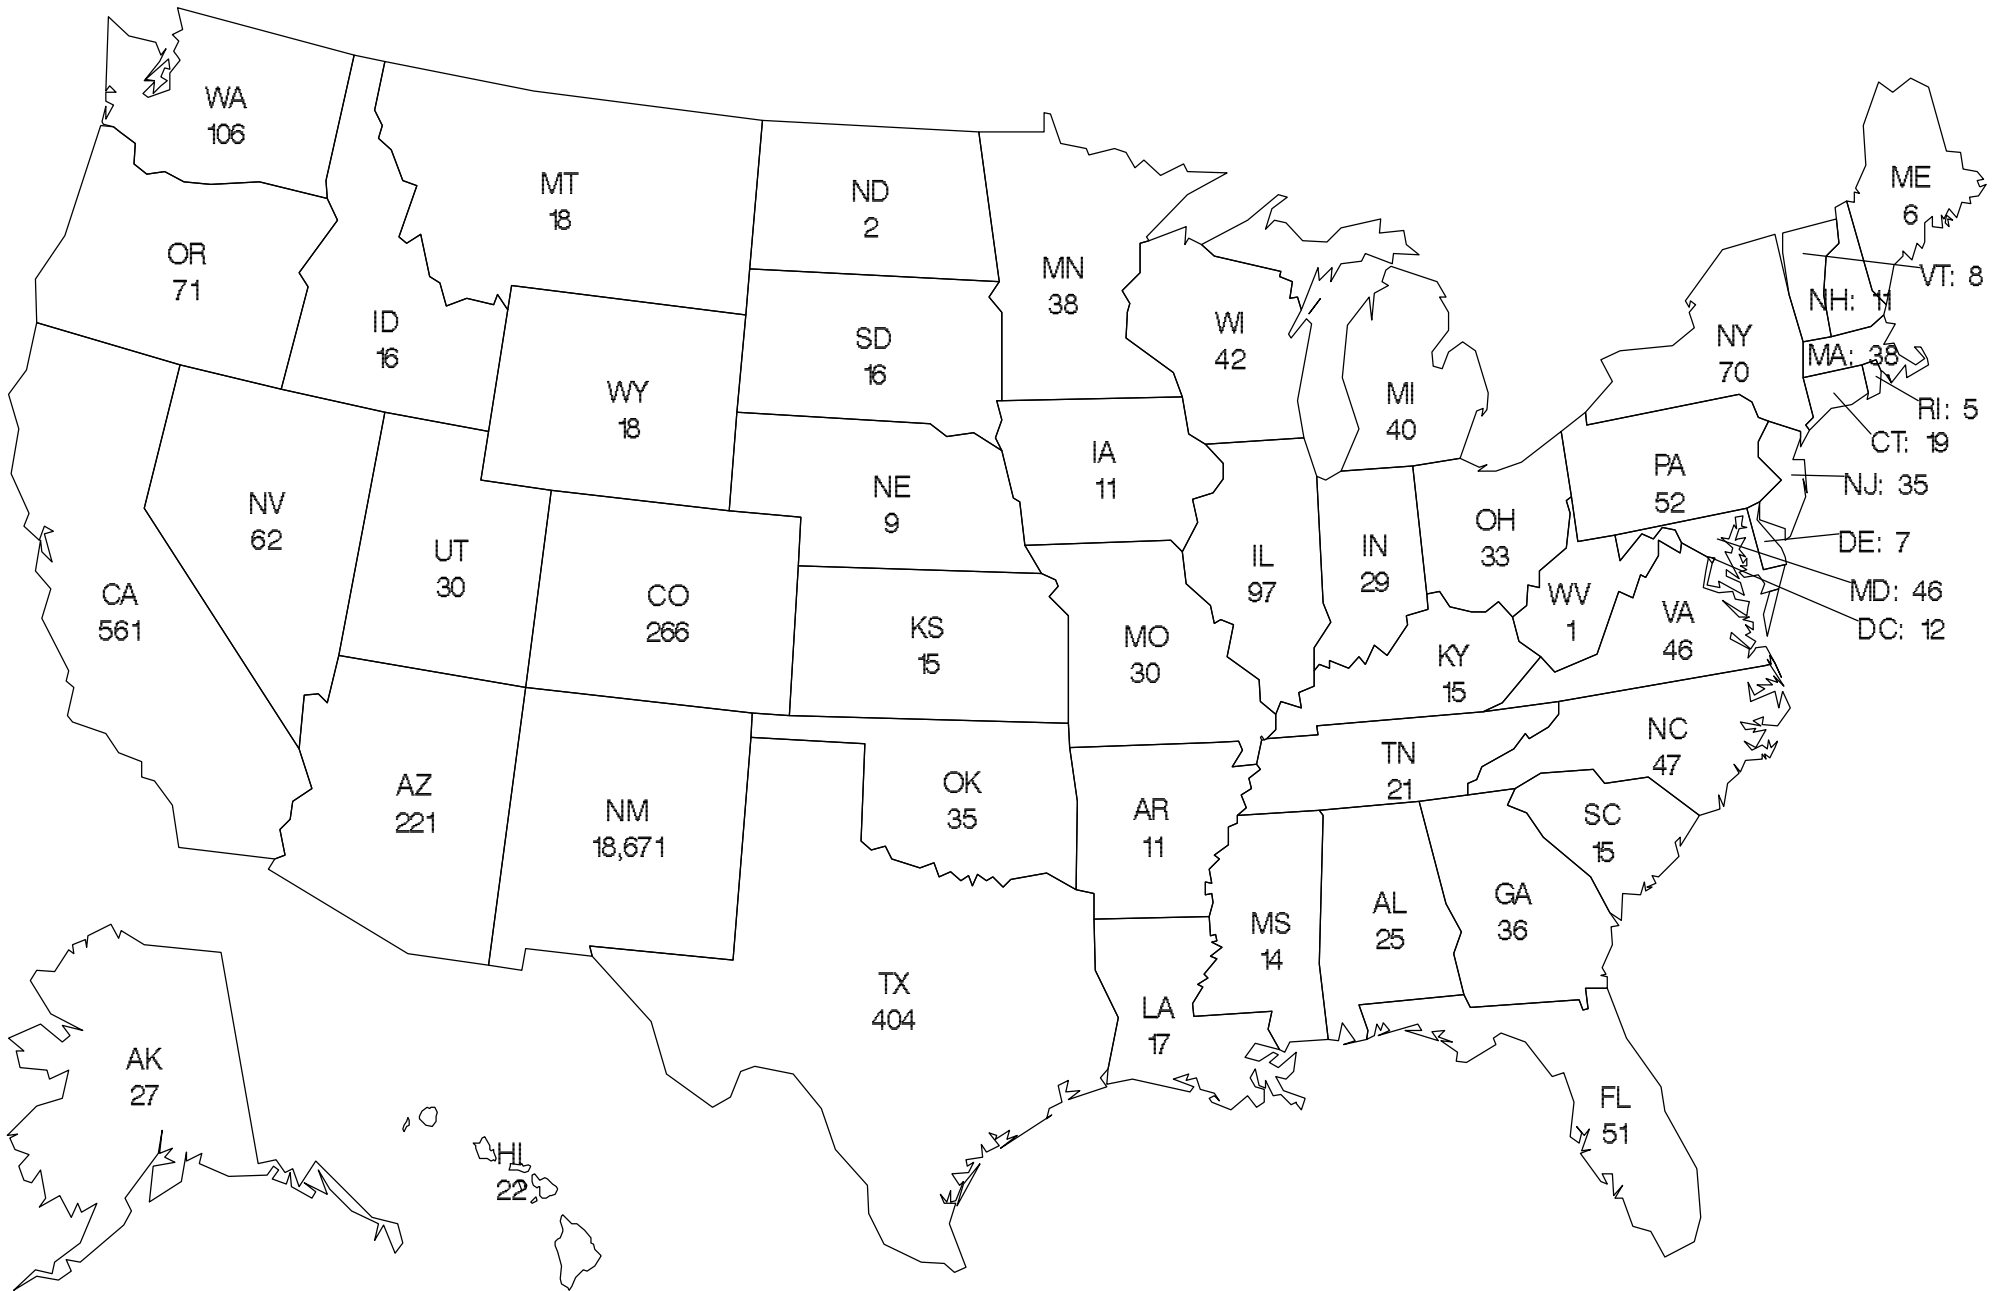 WA
106
MT
18
ND
2
MN
38
ME
6
OR
71
ID
16
SD
16
WI
42
VT: 8
NH: 11
NY
70
MA: 38
WY
18
MI
40
RI: 5
CT: 19
IA
11
PA
52
NJ: 35
NV
62
NE
9
OH
33
DE: 7
UT
30
IL
97
IN
29
MD: 46
CA
561
CO
266
KS
15
MO
30
WV
1
VA
46
DC: 12
KY
15
AZ
221
NM
18,671
OK
35
AR
11
TN
21
NC
47
SC
15
MS
14
AL
25
GA
36
TX
404
LA
17
AK
27
FL
51
HI
22